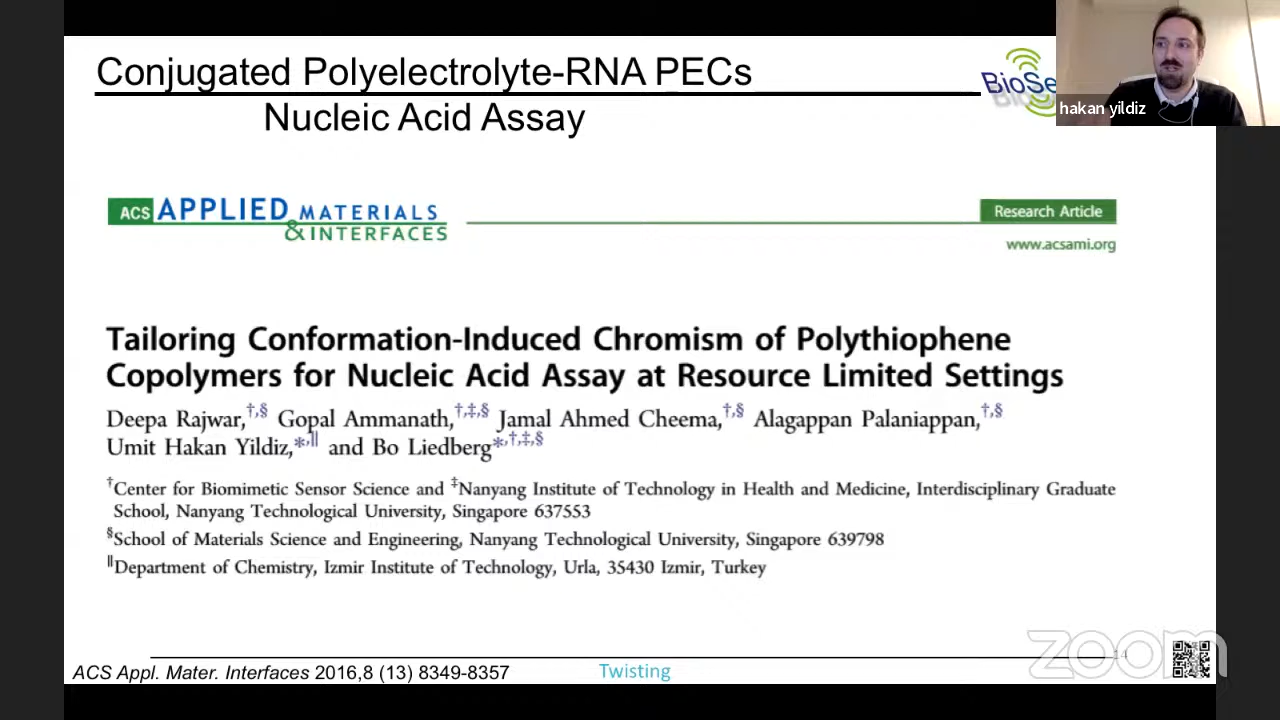 Conjugated Polyelectrolyte-RNA PECs
Nucleic Acid Assay
BioSe
hakan yildiz
ACS APPLIED MATERIALS
& INTERFACES
Research Article
www.acsami.org
Tailoring Conformation-Induced Chromism of Polythiophene
Copolymers for Nucleic Acid Assay at Resource Limited Settings
Deepa Rajwar,†,§ Gopal Ammanath,†,‡,§ Jamal Ahmed Cheema,†,§ Alagappan Palaniappan,†,§
Umit Hakan Yildiz,*,∥ and Bo Liedberg*,†,‡,§
†Center for Biomimetic Sensor Science and ‡Nanyang Institute of Technology in Health and Medicine, Interdisciplinary Graduate
School, Nanyang Technological University, Singapore 637553
§School of Materials Science and Engineering, Nanyang Technological University, Singapore 639798
∥Department of Chemistry, Izmir Institute of Technology, Urla, 35430 Izmir, Turkey
zoom
14
ACS Appl. Mater. Interfaces 2016,8 (13) 8349-8357
Twisting